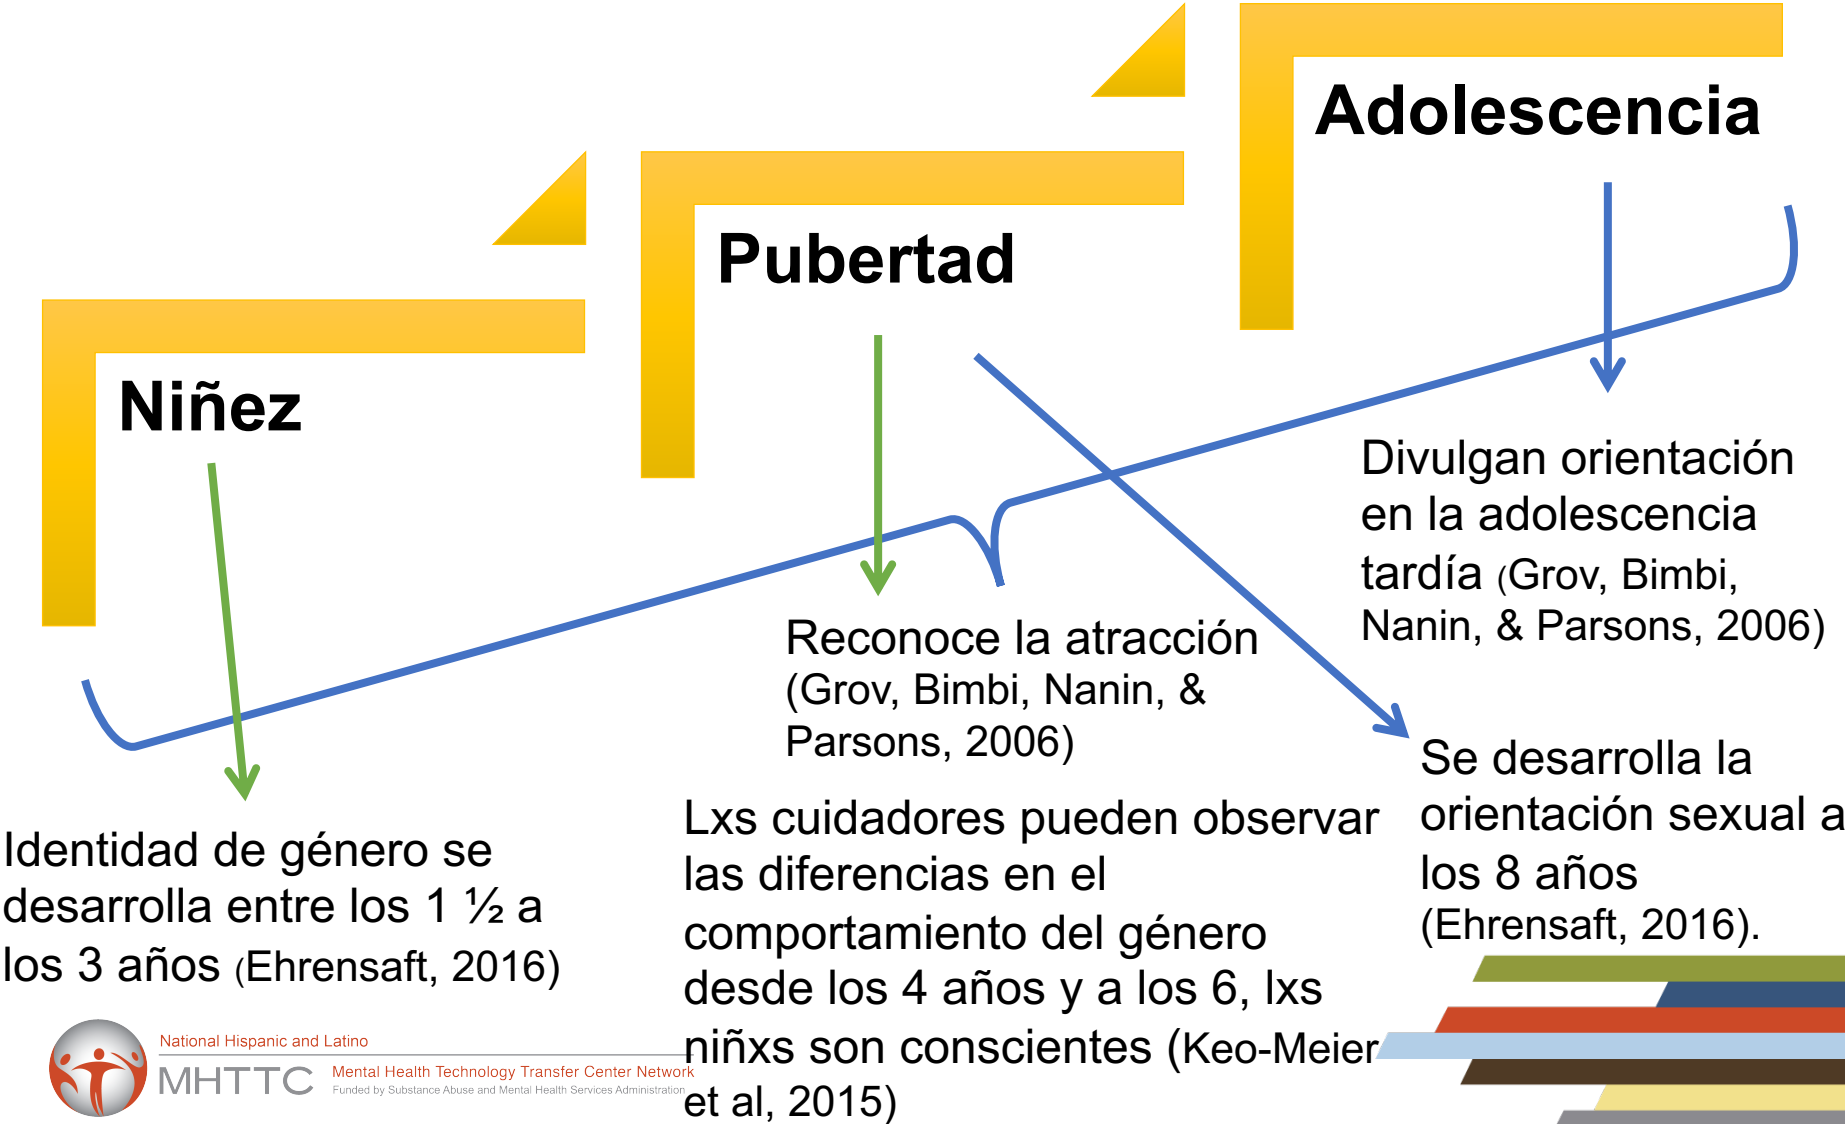 Adolescencia
Pubertad
Niñez
Divulgan orientación
en la adolescencia
tardía (Grov, Bimbi,
Nanin, & Parsons, 2006)
Reconoce la atracción
(Grov, Bimbi, Nanin, &
Parsons, 2006)
Se desarrolla la
orientación sexual a
los 8 años
(Ehrensaft, 2016).
Identidad de género se
desarrolla entre los 1 ½ a
los 3 años (Ehrensaft, 2016)
Lxs cuidadores pueden observar
las diferencias en el
comportamiento del género
desde los 4 años y a los 6, lxs
niñxs son conscientes (Keo-Meier
et al, 2015)
National Hispanic and Latino
MHTTC
Mental Health Technology Transfer Center Network
Funded by Substance Abuse and Mental Health Services Administration